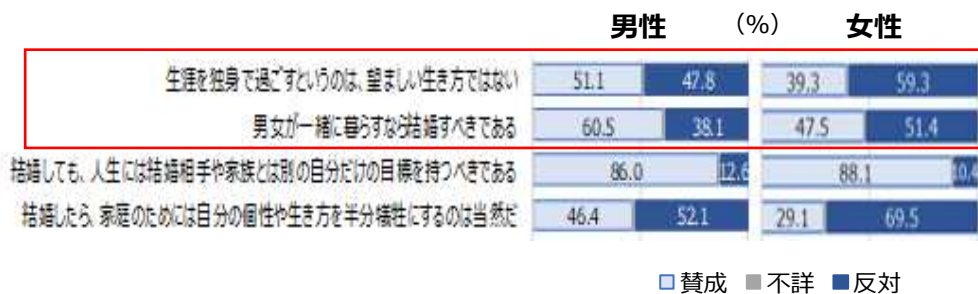 男性 (%) 女性
生涯を独身で過ごすというのは、望ましい生き方ではない 51.1 47.8 39.3 59.3
男女が一緒に暮らすなら結婚すべきである 60.5 38.1 47.5 51.4
結婚しても、人生には結婚相手や家族とは別の自分だけの目標を持つべきである 86.0 12.6 88.1 10.4
結婚したら、家庭のためには自分の個性や生き方を半分犠牲にするのは当然だ 46.4 52.1 29.1 69.5
賛成 不詳 反対